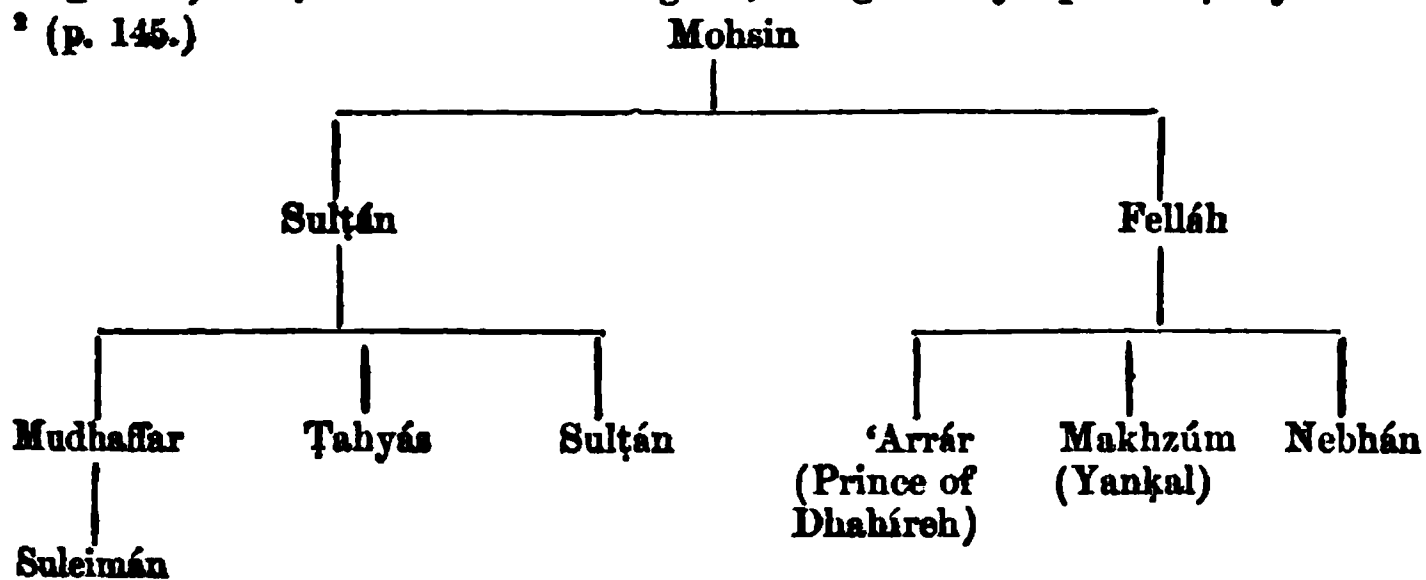 ² (p. 145.)
Mohsin
Sulṭán Felláh
Mudhaffar Ṭahyás Sulṭán ‘Arrár Makhzúm Nebhán
(Prince of (Yanḳal)
Dhahíreh)
Suleimán